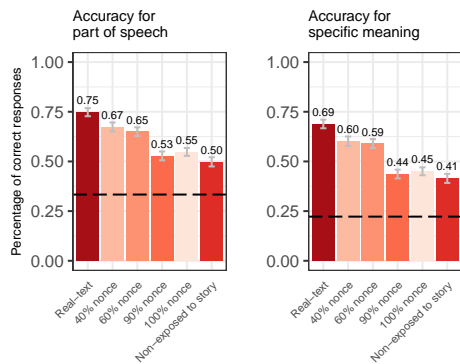 Accuracy for
part of speech
Percentage of correct responses
1.00
0.75
0.50
0.25
0.00
0.75
0.67
0.65
0.53
0.55
0.50
Real−text
40% nonce
60% nonce
90% nonce
100% nonce
Non−exposed to story
Accuracy for
specific meaning
1.00
0.75
0.50
0.25
0.00
0.69
0.60
0.59
0.44
0.45
0.41
Real−text
40% nonce
60% nonce
90% nonce
100% nonce
Non−exposed to story